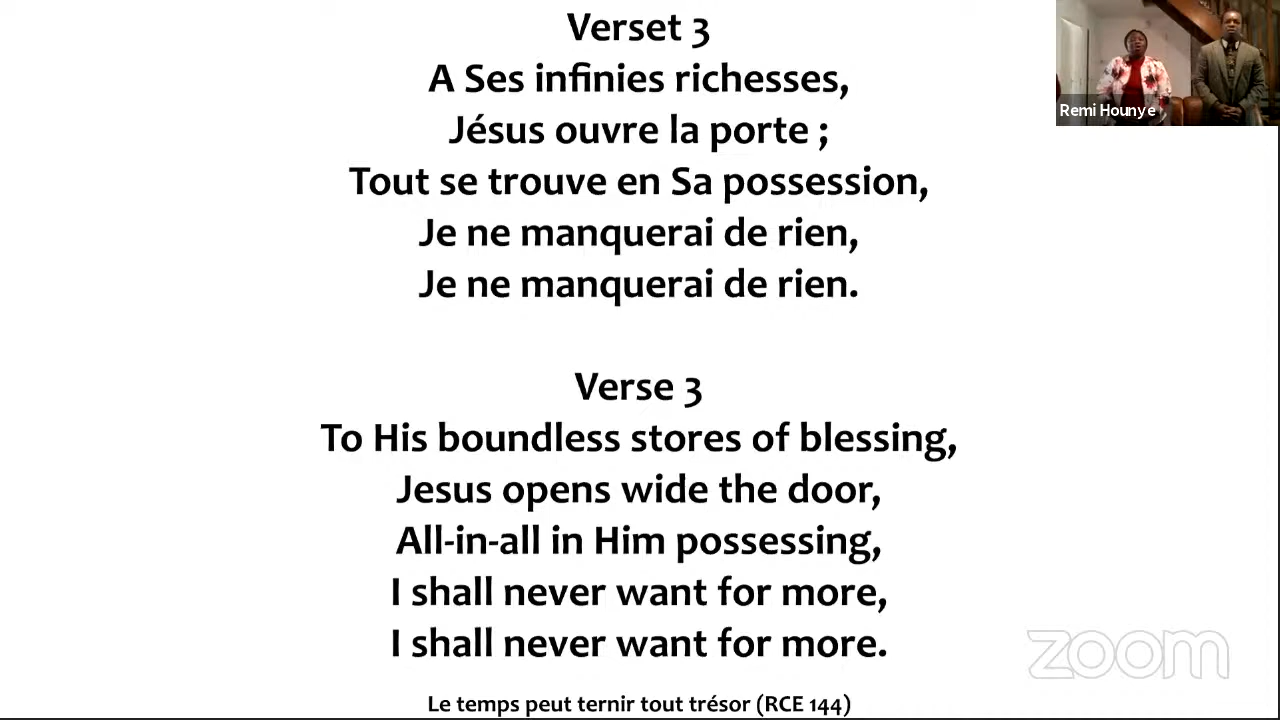 Verset 3
A Ses infinies richesses,
Jésus ouvre la porte ;
Tout se trouve en Sa possession,
Je ne manquerai de rien,
Je ne manquerai de rien.
Verse 3
To His boundless stores of blessing,
Jesus opens wide the door,
All-in-all in Him possessing,
I shall never want for more,
I shall never want for more.
Le temps peut ternir tout trésor (RCE 144)
Remi Hounye
zoom